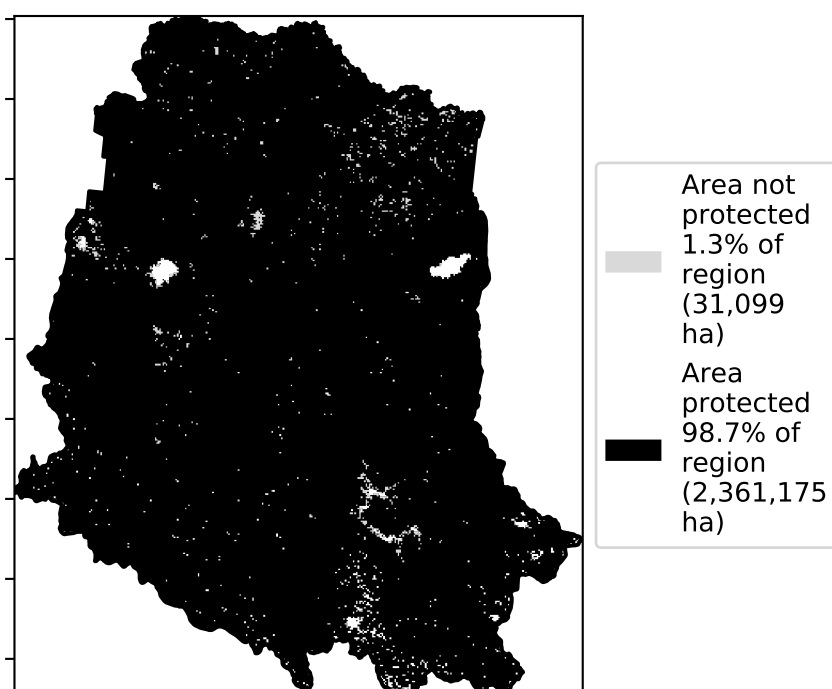 Area not
protected
1.3% of
region
(31,099
ha)
Area
protected
98.7% of
region
(2,361,175
ha)